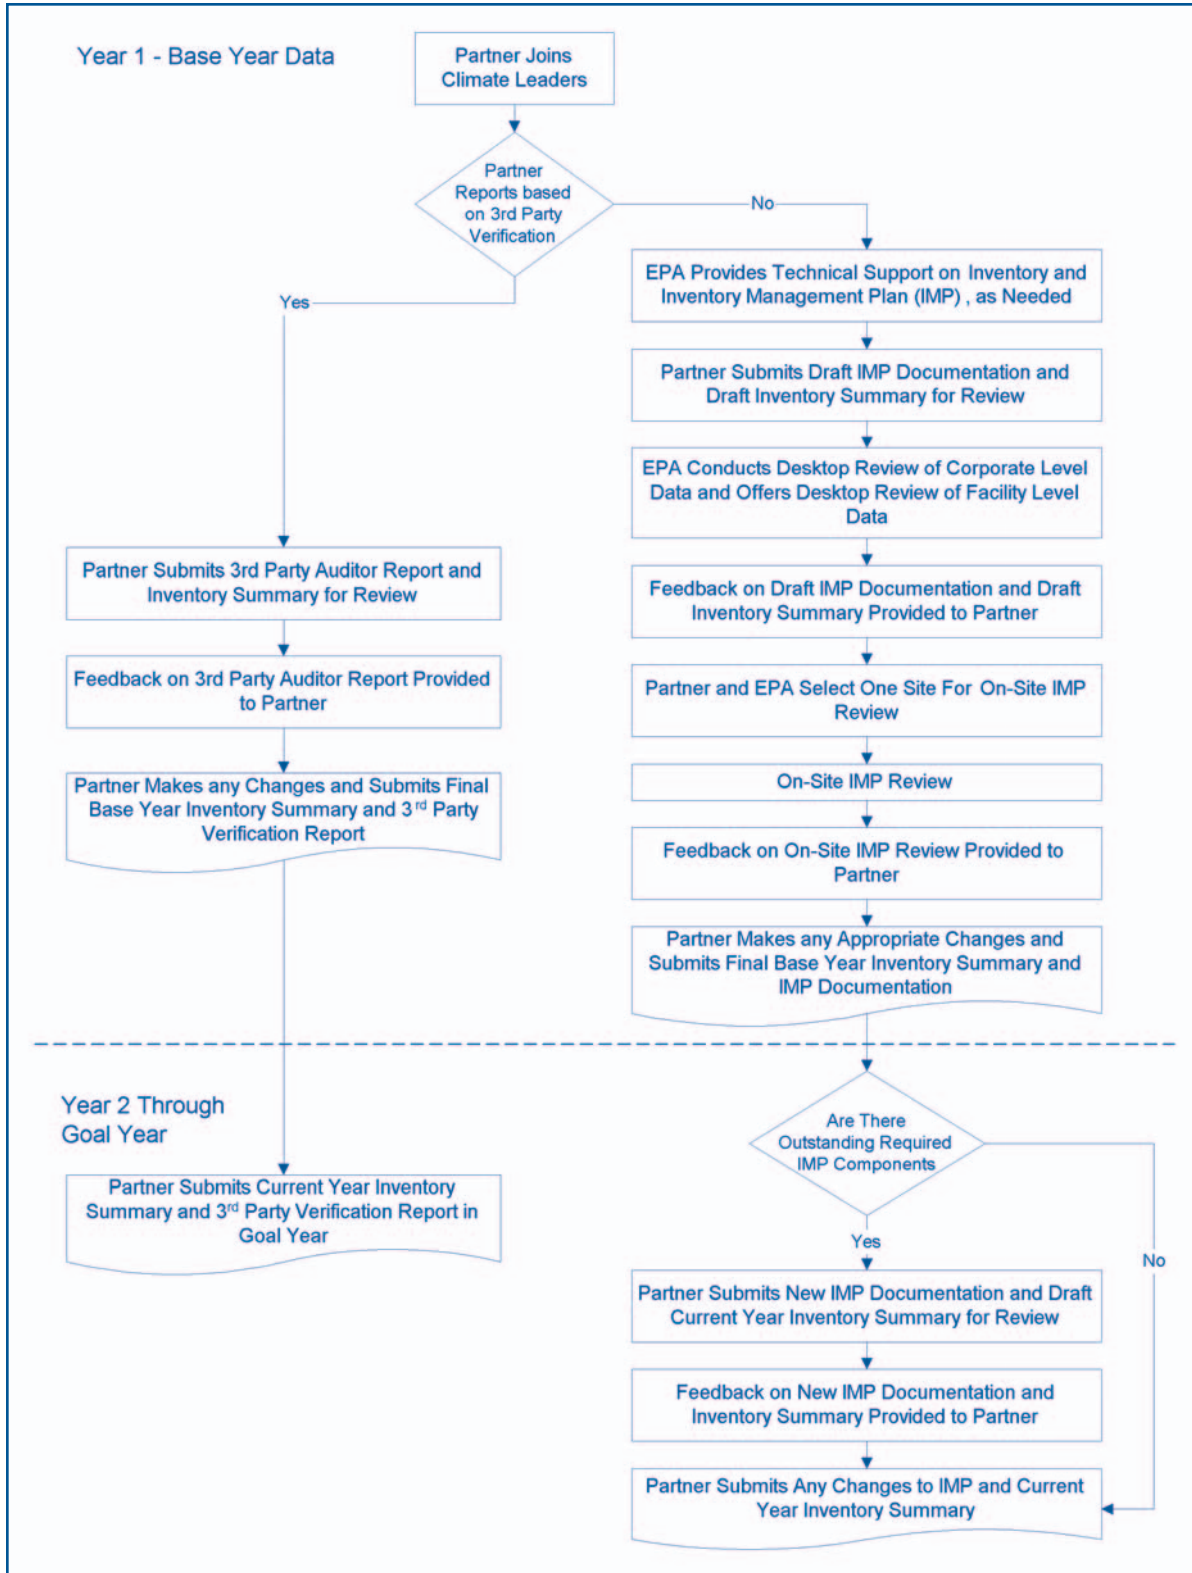 Year 1 - Base Year Data
Partner Joins
Climate Leaders
Partner
Reports based
on 3rd Party
Verification
No
Yes
EPA Provides Technical Support on Inventory and
Inventory Management Plan (IMP) , as Needed
Partner Submits Draft IMP Documentation and
Draft Inventory Summary for Review
EPA Conducts Desktop Review of Corporate Level
Data and Offers Desktop Review of Facility Level
Data
Feedback on Draft IMP Documentation and Draft
Inventory Summary Provided to Partner
Partner and EPA Select One Site For On-Site IMP
Review
On-Site IMP Review
Feedback on On-Site IMP Review Provided to
Partner
Partner Makes any Appropriate Changes and
Submits Final Base Year Inventory Summary and
IMP Documentation
Partner Submits 3rd Party Auditor Report and
Inventory Summary for Review
Feedback on 3rd Party Auditor Report Provided
to Partner
Partner Makes any Changes and Submits Final
Base Year Inventory Summary and 3rd Party
Verification Report
Year 2 Through
Goal Year
Partner Submits Current Year Inventory
Summary and 3rd Party Verification Report in
Goal Year
Are There
Outstanding Required
IMP Components
Yes
No
Partner Submits New IMP Documentation and Draft
Current Year Inventory Summary for Review
Feedback on New IMP Documentation and
Inventory Summary Provided to Partner
Partner Submits Any Changes to IMP and Current
Year Inventory Summary